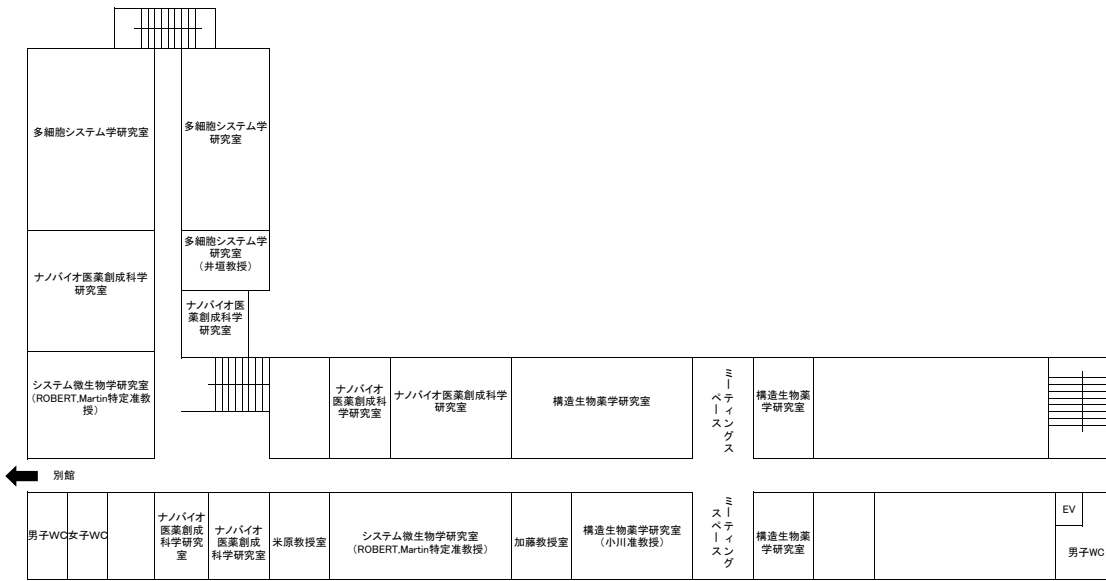 多細胞システム学研究室
多細胞システム学
研究室
多細胞システム学
研究室
(井垣教授)
ナノバイオ医薬創成科学
研究室
ナノバイオ医
薬創成科学
研究室
システム微生物学研究室
(ROBERT,Martin特定准教
授)
ナノバイオ
医薬創成科
学研究室
ナノバイオ医薬創成科学
研究室
構造生物薬学研究室
ミーティングス
ペース
構造生物薬
学研究室
別館
男子WC
女子WC
ナノバイオ
医薬創成
科学研究
室
ナノバイオ
医薬創成
科学研究室
米原教授室
システム微生物学研究室
(ROBERT,Martin特定准教授)
加藤教授室
構造生物薬学研究室
(小川准教授)
ミーティング
スペース
構造生物薬
学研究室
EV
男子WC